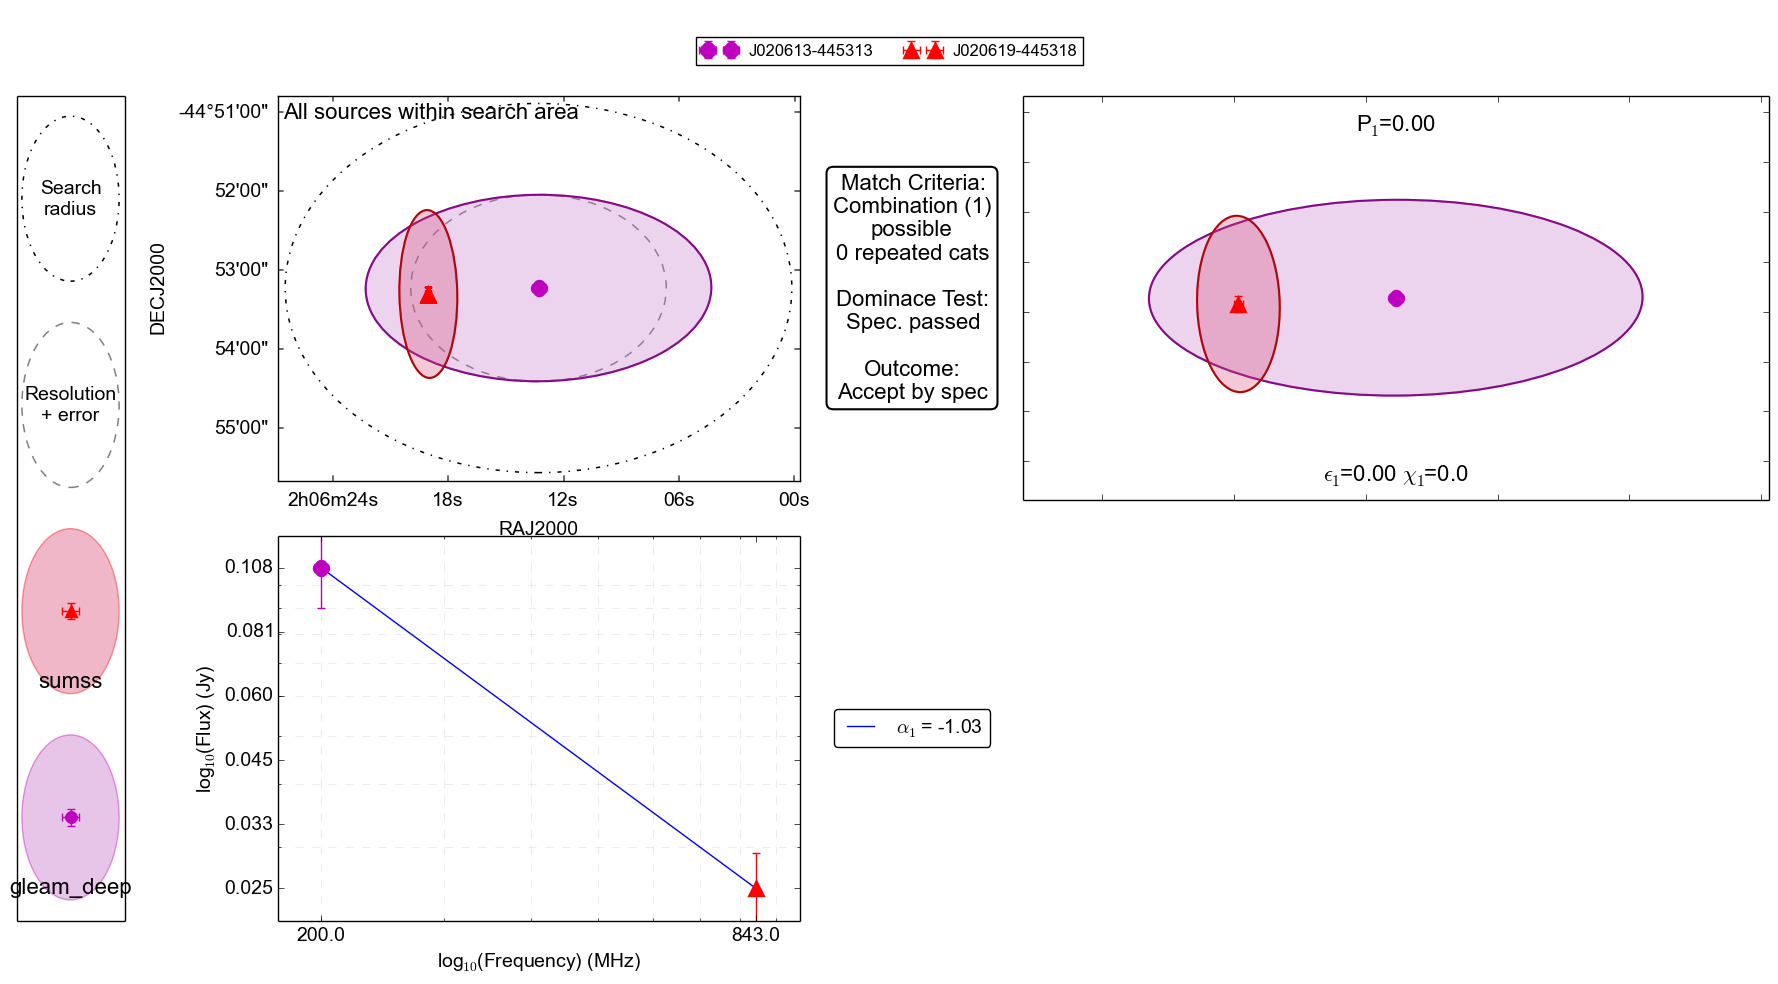 J020613-445313
J020619-445318
Search
radius
Resolution
+ error
sumss
gleam_deep
All sources within search area
-44°51'00"
52'00"
53'00"
54'00"
55'00"
DECJ2000
2h06m24s
18s
12s
06s
00s
RAJ2000
Match Criteria:
Combination (1)
possible
0 repeated cats
Dominace Test:
Spec. passed
Outcome:
Accept by spec
P₁=0.00
ϵ₁=0.00 χ₁=0.0
0.108
0.081
0.060
0.045
0.033
0.025
log₁₀(Flux) (Jy)
200.0
843.0
log₁₀(Frequency) (MHz)
α₁ = -1.03